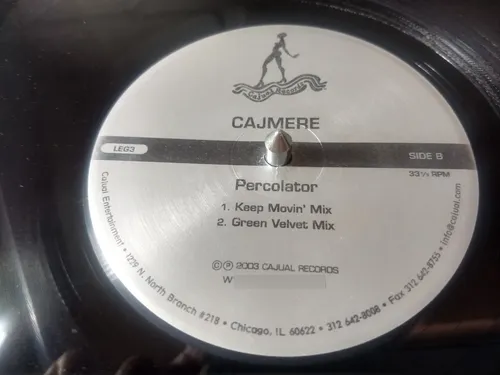 Cajual Records
CAJMERE
LEG3
SIDE B
33⅓ RPM
Percolator
1. Keep Movin' Mix
2. Green Velvet Mix
©℗ 2003 CAJUAL RECORDS
W
Cajual Entertainment • 1229 N. North Branch #218 • Chicago, IL 60622 • 312 642-8008 • Fax 312 642-8755 • info@cajual.com